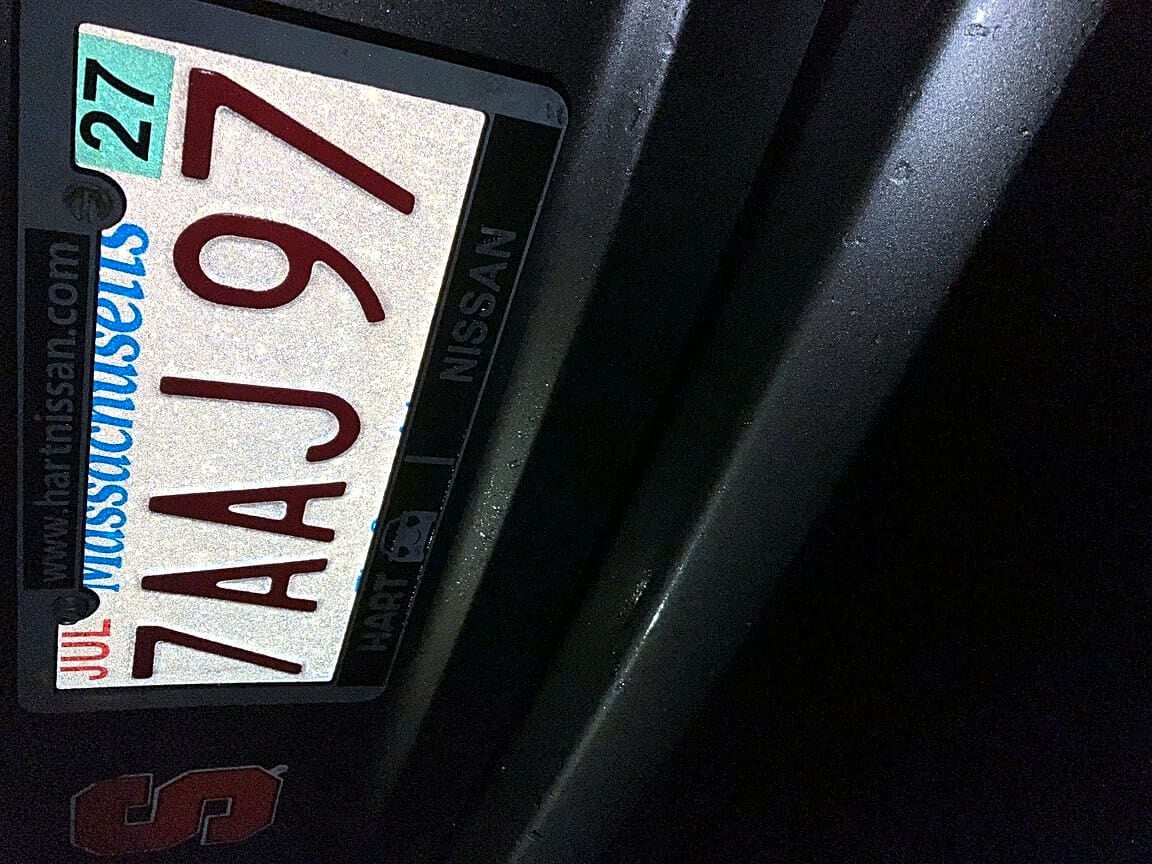 www.hartnissan.com
JUL Massachusetts 27
7AAJ97
HART | NISSAN
S